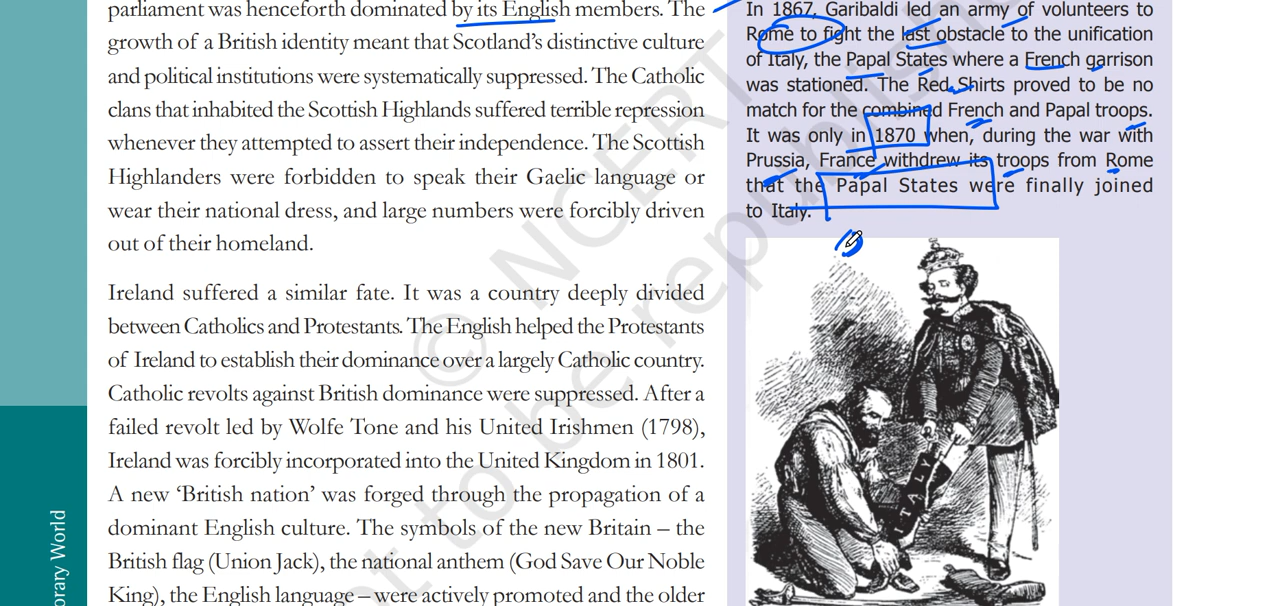 parliament was henceforth dominated by its English members. The
growth of a British identity meant that Scotland's distinctive culture
and political institutions were systematically suppressed. The Catholic
clans that inhabited the Scottish Highlands suffered terrible repression
whenever they attempted to assert their independence. The Scottish
Highlanders were forbidden to speak their Gaelic language or
wear their national dress, and large numbers were forcibly driven
out of their homeland.
Ireland suffered a similar fate. It was a country deeply divided
between Catholics and Protestants. The English helped the Protestants
of Ireland to establish their dominance over a largely Catholic country.
Catholic revolts against British dominance were suppressed. After a
failed revolt led by Wolfe Tone and his United Irishmen (1798),
Ireland was forcibly incorporated into the United Kingdom in 1801.
A new ‘British nation’ was forged through the propagation of a
dominant English culture. The symbols of the new Britain – the
British flag (Union Jack), the national anthem (God Save Our Noble
King), the English language – were actively promoted and the older
In 1867, Garibaldi led an army of volunteers to
Rome to fight the last obstacle to the unification
of Italy, the Papal States where a French garrison
was stationed. The Red Shirts proved to be no
match for the combined French and Papal troops.
It was only in 1870 when, during the war with
Prussia, France withdrew its troops from Rome
that the Papal States were finally joined
to Italy.
ITALY
orary World
© NCERT
not to be republished